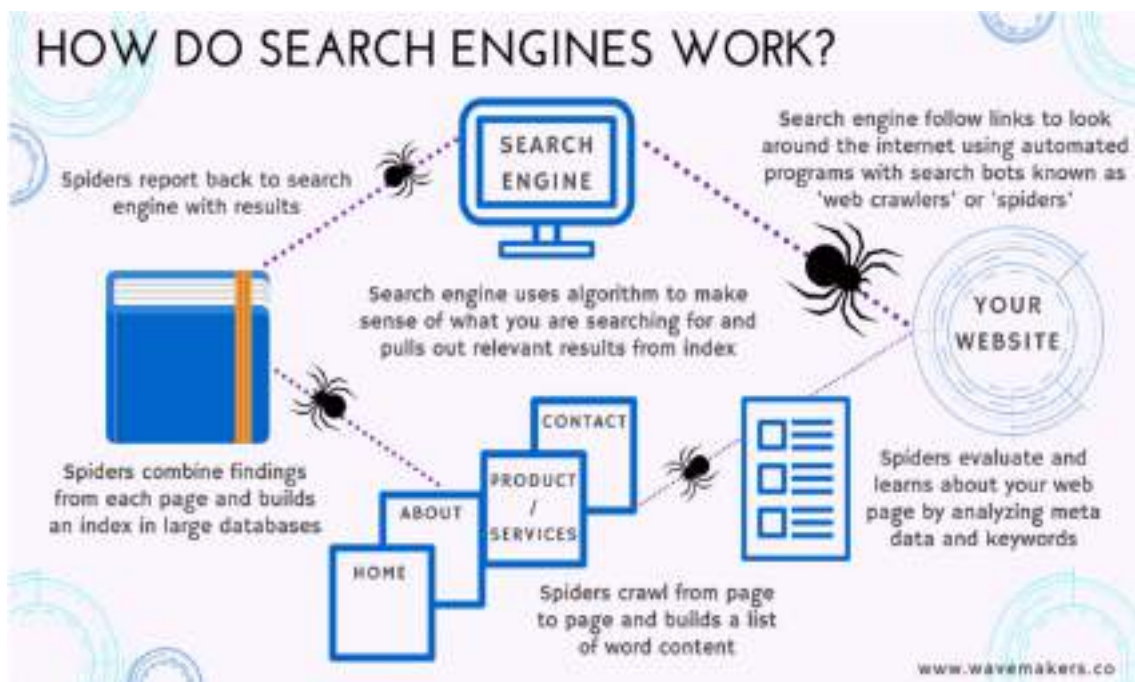 HOW DO SEARCH ENGINES WORK?
SEARCH
ENGINE
Search engine follow links to look
around the internet using automated
programs with search bots known as
'web crawlers' or 'spiders'
Spiders report back to search
engine with results
YOUR
WEBSITE
Search engine uses algorithm to make
sense of what you are searching for and
pulls out relevant results from index
Spiders combine findings
from each page and builds
an index in large databases
CONTACT
PRODUCT
/
SERVICES
ABOUT
HOME
Spiders evaluate and
learns about your web
page by analyzing meta
data and keywords
Spiders crawl from page
to page and builds a list
of word content
www.wavemakers.co